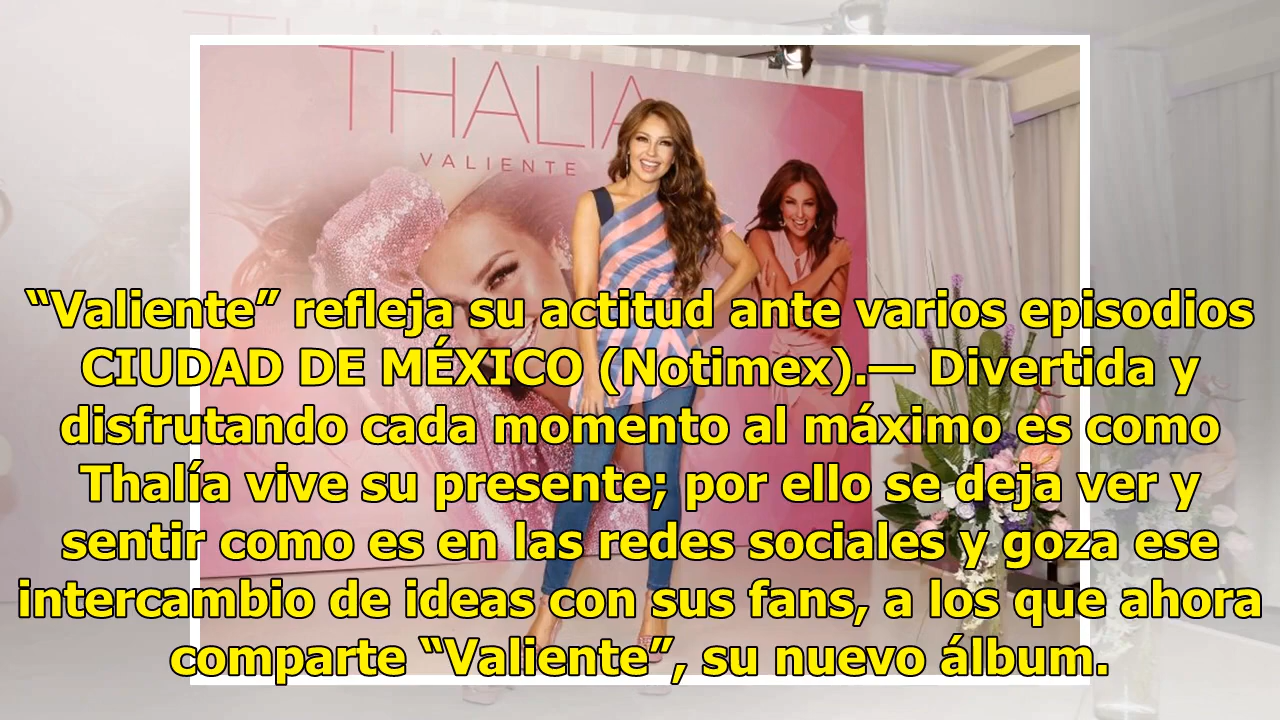 THALIA
VALIENTE
“Valiente” refleja su actitud ante varios episodios
CIUDAD DE MÉXICO (Notimex).— Divertida y
disfrutando cada momento al máximo es como
Thalía vive su presente; por ello se deja ver y
sentir como es en las redes sociales y goza ese
intercambio de ideas con sus fans, a los que ahora
comparte “Valiente”, su nuevo álbum.